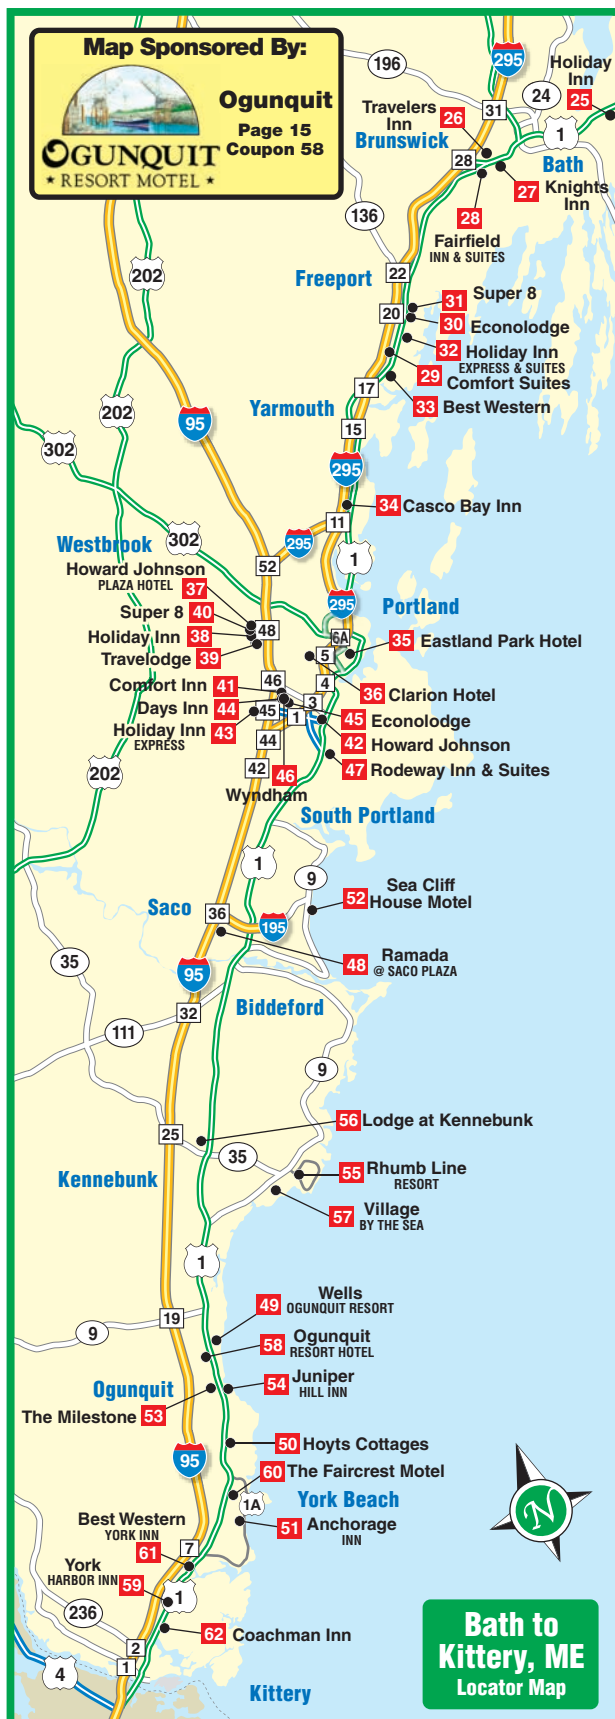 Map Sponsored By:
Ogunquit
Page 15
Coupon 58
OGUNQUIT
★ RESORT MOTEL ★
196
295
Holiday
Inn
25
24
31
Travelers
Inn
26
Brunswick
1
28
Bath
27
Knights
Inn
28
Fairfield
INN & SUITES
136
202
Freeport
22
31
Super 8
20
30
Econolodge
32
Holiday Inn
EXPRESS & SUITES
29
Comfort Suites
17
33
Best Western
202
95
Yarmouth
15
302
295
34
Casco Bay Inn
11
302
295
Westbrook
1
52
Howard Johnson
PLAZA HOTEL
37
295
Portland
Super 8
40
48
6A
Holiday Inn
38
35
Eastland Park Hotel
Travelodge
39
5
46
4
36
Clarion Hotel
Comfort Inn
41
3
Days Inn
44
45
1
45
Econolodge
Holiday Inn
EXPRESS
43
44
42
Howard Johnson
42
46
47
Rodeway Inn & Suites
202
Wyndham
South Portland
1
9
Sea Cliff
House Motel
52
Saco
36
195
35
48
Ramada
@ SACO PLAZA
95
32
Biddeford
111
9
56
Lodge at Kennebunk
25
35
55
Rhumb Line
RESORT
Kennebunk
57
Village
BY THE SEA
1
49
Wells
OGUNQUIT RESORT
19
9
58
Ogunquit
RESORT HOTEL
Ogunquit
54
Juniper
HILL INN
The Milestone
53
50
Hoyts Cottages
95
60
The Faircrest Motel
1A
York Beach
Best Western
YORK INN
51
Anchorage
INN
N
7
61
York
HARBOR INN
59
1
236
62
Coachman Inn
2
1
4
Kittery
Bath to
Kittery, ME
Locator Map